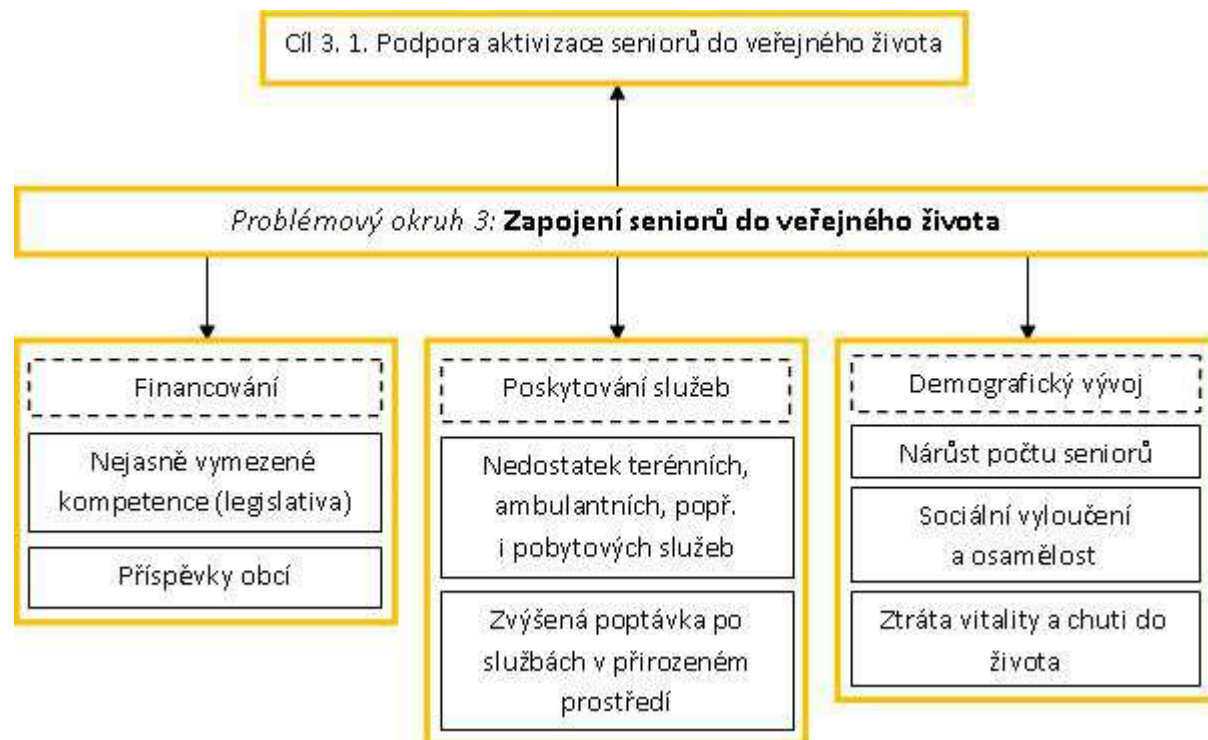 Cíl 3. 1. Podpora aktivizace seniorů do veřejného života
Problémový okruh 3: Zapojení seniorů do veřejného života
Financování
Nejasně vymezené
kompetence (legislativa)
Příspěvky obcí
Poskytování služeb
Nedostatek terénních,
ambulantních, popř.
i pobytových služeb
Zvýšená poptávka po
službách v přirozeném
prostředí
Demografický vývoj
Nárůst počtu seniorů
Sociální vyloučení
a osamělost
Ztráta vitality a chuti do
života